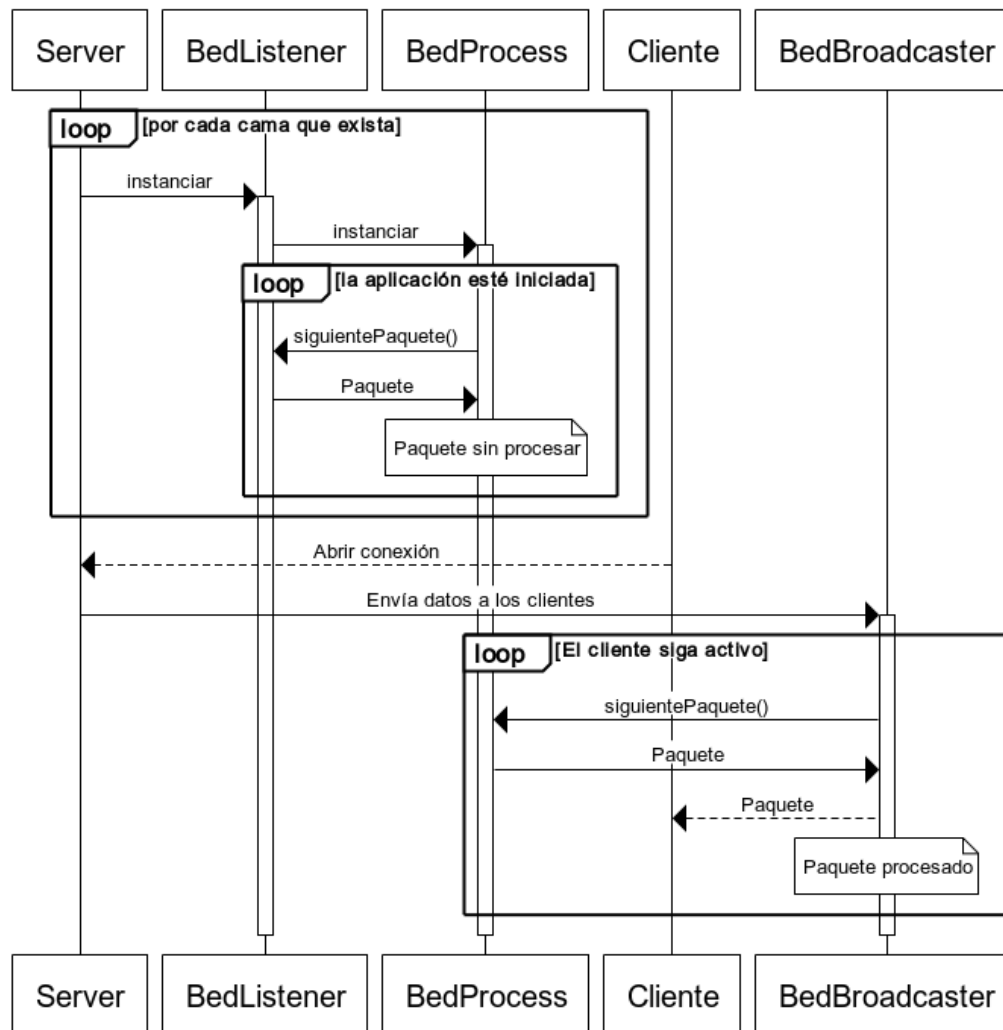 Server
BedListener
BedProcess
Cliente
BedBroadcaster
loop
[por cada cama que exista]
instanciar
instanciar
loop
[la aplicación esté iniciada]
siguientePaquete()
Paquete
Paquete sin procesar
Abrir conexión
Envía datos a los clientes
loop
[El cliente siga activo]
siguientePaquete()
Paquete
Paquete
Paquete procesado
Server
BedListener
BedProcess
Cliente
BedBroadcaster